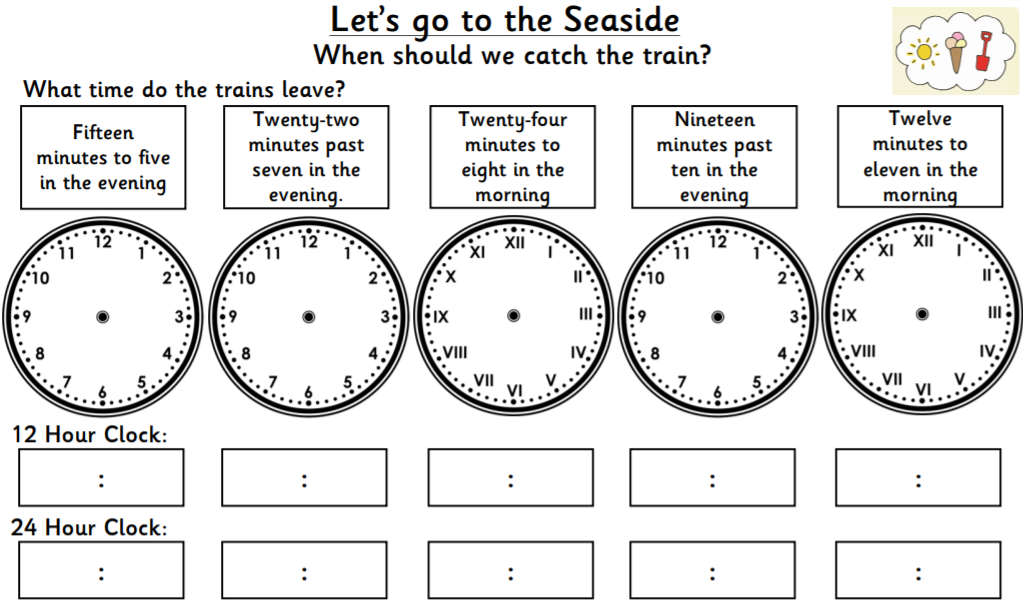 Let's go to the Seaside
When should we catch the train?
What time do the trains leave?
Fifteen
minutes to five
in the evening
Twenty-two
minutes past
seven in the
evening.
Twenty-four
minutes to
eight in the
morning
Nineteen
minutes past
ten in the
evening
Twelve
minutes to
eleven in the
morning
12 1 2 3 4 5 6 7 8 9 10 11
12 1 2 3 4 5 6 7 8 9 10 11
XII I II III IV V VI VII VIII IX X XI
12 1 2 3 4 5 6 7 8 9 10 11
XII I II III IV V VI VII VIII IX X XI
12 Hour Clock:
: : : : :
24 Hour Clock:
: : : : :